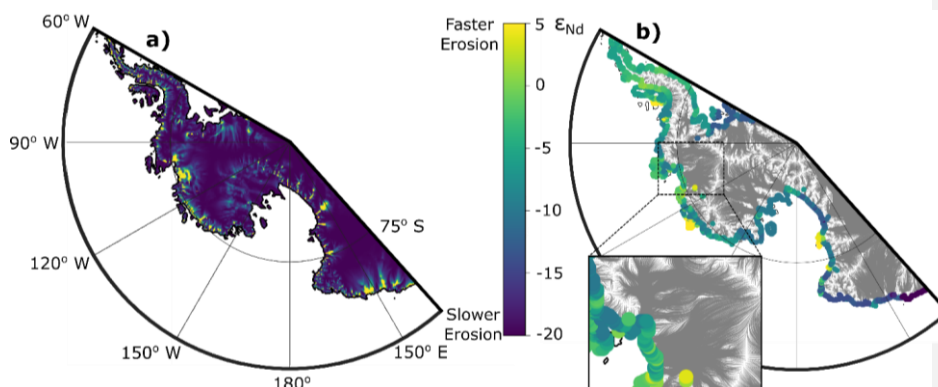 60° W
a)
Faster
Erosion
5 εNd
b)
0
90° W
-5
-10
75° S
120° W
-15
Slower
Erosion
-20
150° W
150° E
180°